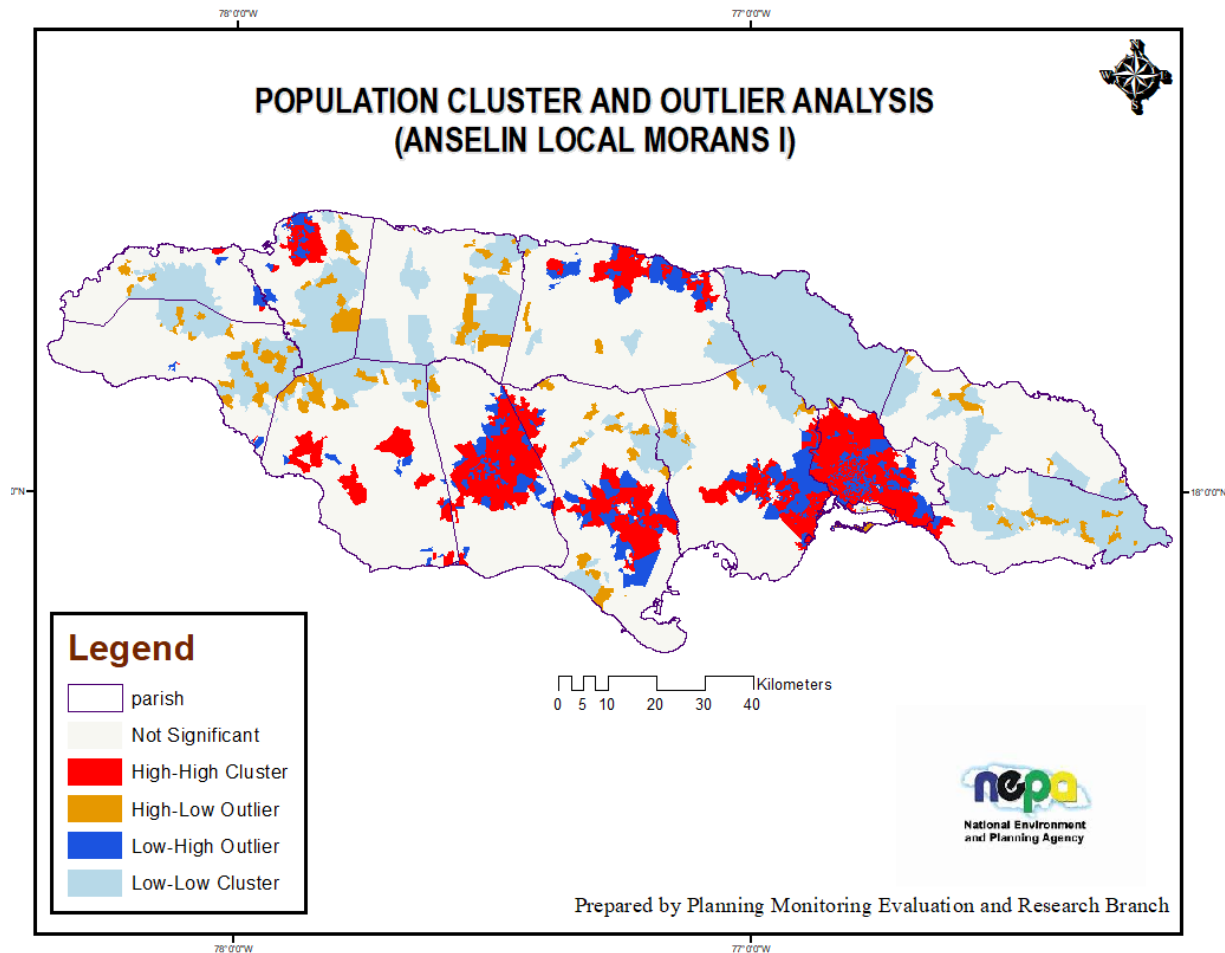 78°0'0"W
77°0'0"W
POPULATION CLUSTER AND OUTLIER ANALYSIS
(ANSELIN LOCAL MORANS I)
0"N
18°0'0"N
Legend
parish
Not Significant
High-High Cluster
High-Low Outlier
Low-High Outlier
Low-Low Cluster
Kilometers
0 5 10 20 30 40
nepa
National Environment
and Planning Agency
Prepared by Planning Monitoring Evaluation and Research Branch
78°0'0"W
77°0'0"W